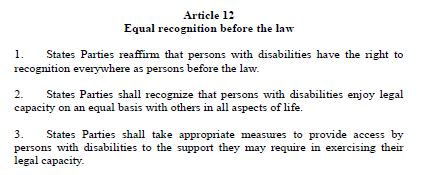 Article 12
Equal recognition before the law
1. States Parties reaffirm that persons with disabilities have the right to
recognition everywhere as persons before the law.
2. States Parties shall recognize that persons with disabilities enjoy legal
capacity on an equal basis with others in all aspects of life.
3. States Parties shall take appropriate measures to provide access by
persons with disabilities to the support they may require in exercising their
legal capacity.